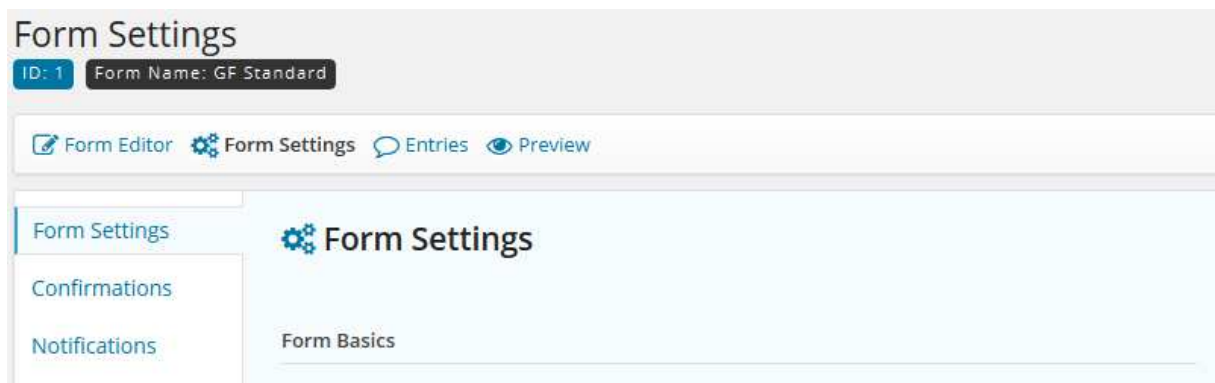 Form Settings
ID: 1 Form Name: GF Standard
Form Editor Form Settings Entries Preview
Form Settings
Confirmations
Notifications
Form Settings
Form Basics